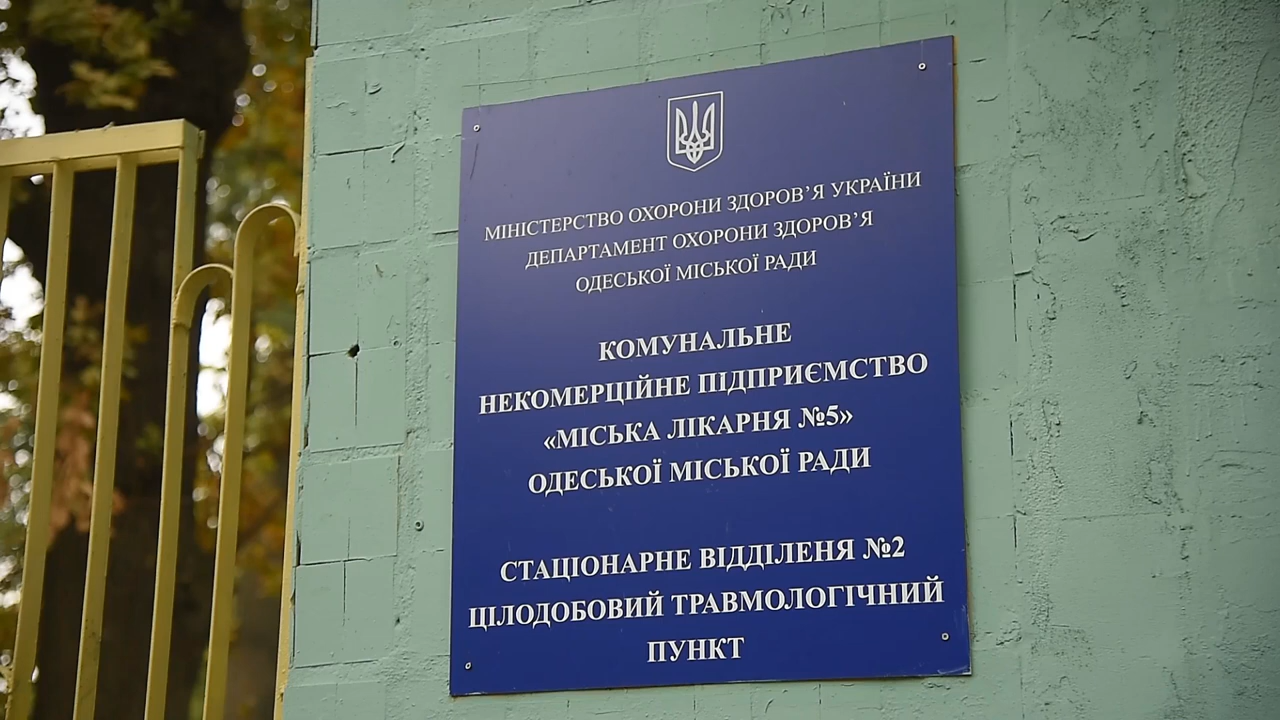 МІНІСТЕРСТВО ОХОРОНИ ЗДОРОВ’Я УКРАЇНИ
ДЕПАРТАМЕНТ ОХОРОНИ ЗДОРОВ’Я
ОДЕСЬКОЇ МІСЬКОЇ РАДИ
КОМУНАЛЬНЕ
НЕКОМЕРЦІЙНЕ ПІДПРИЄМСТВО
«МІСЬКА ЛІКАРНЯ №5»
ОДЕСЬКОЇ МІСЬКОЇ РАДИ
СТАЦІОНАРНЕ ВІДДІЛЕНЯ №2
ЦІЛОДОБОВИЙ ТРАВМОЛОГІЧНИЙ
ПУНКТ